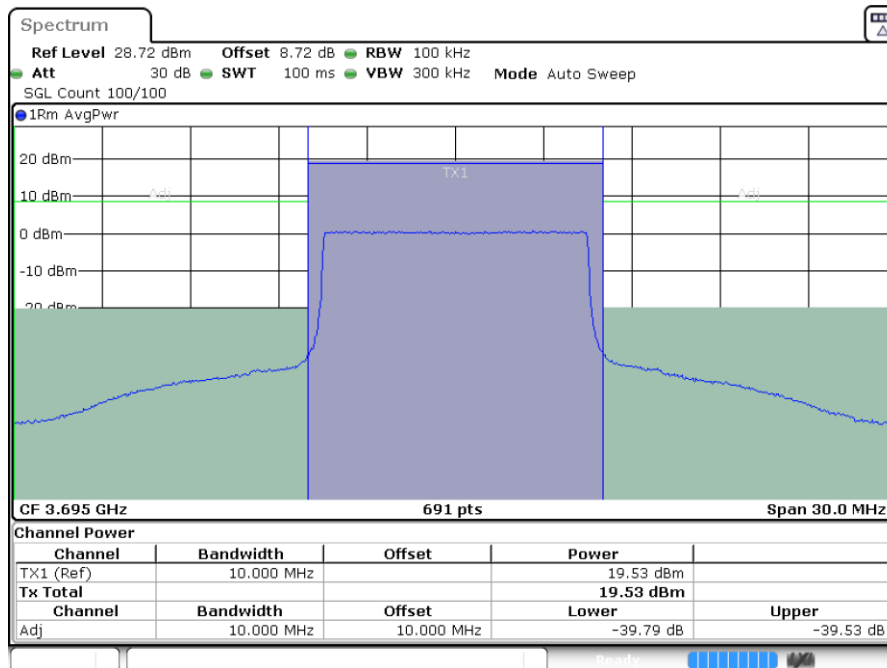 Spectrum
Ref Level 28.72 dBm Offset 8.72 dB RBW 100 kHz
Att 30 dB SWT 100 ms VBW 300 kHz Mode Auto Sweep
SGL Count 100/100
1Rm AvgPwr
20 dBm
TX1
10 dBm
Adj
Adj
0 dBm
-10 dBm
-20 dBm
CF 3.695 GHz 691 pts Span 30.0 MHz
Channel Power
Channel Bandwidth Offset Power
TX1 (Ref) 10.000 MHz 19.53 dBm
Tx Total 19.53 dBm
Channel Bandwidth Offset Lower Upper
Adj 10.000 MHz 10.000 MHz -39.79 dB -39.53 dB
Ready